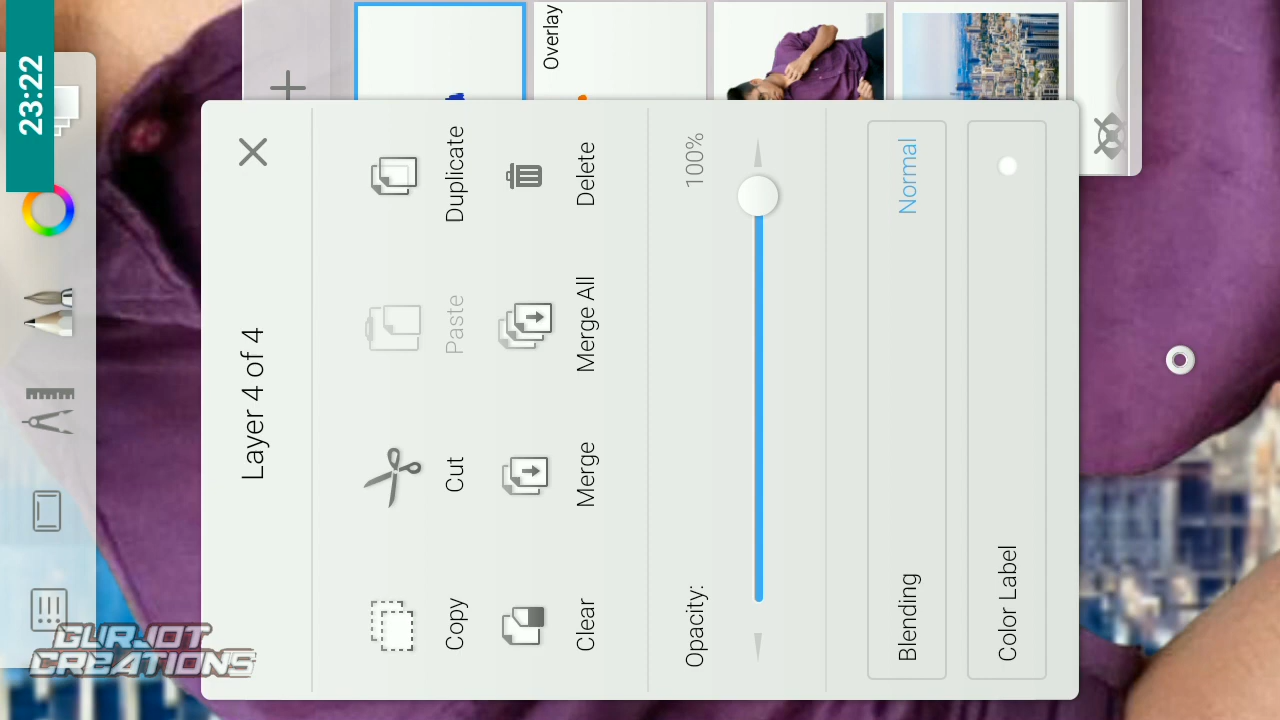 23:22
Overlay
Layer 4 of 4
Copy
Cut
Paste
Duplicate
Clear
Merge
Merge All
Delete
Opacity:
100%
Blending
Normal
Color Label
GURJOT
CREATIONS